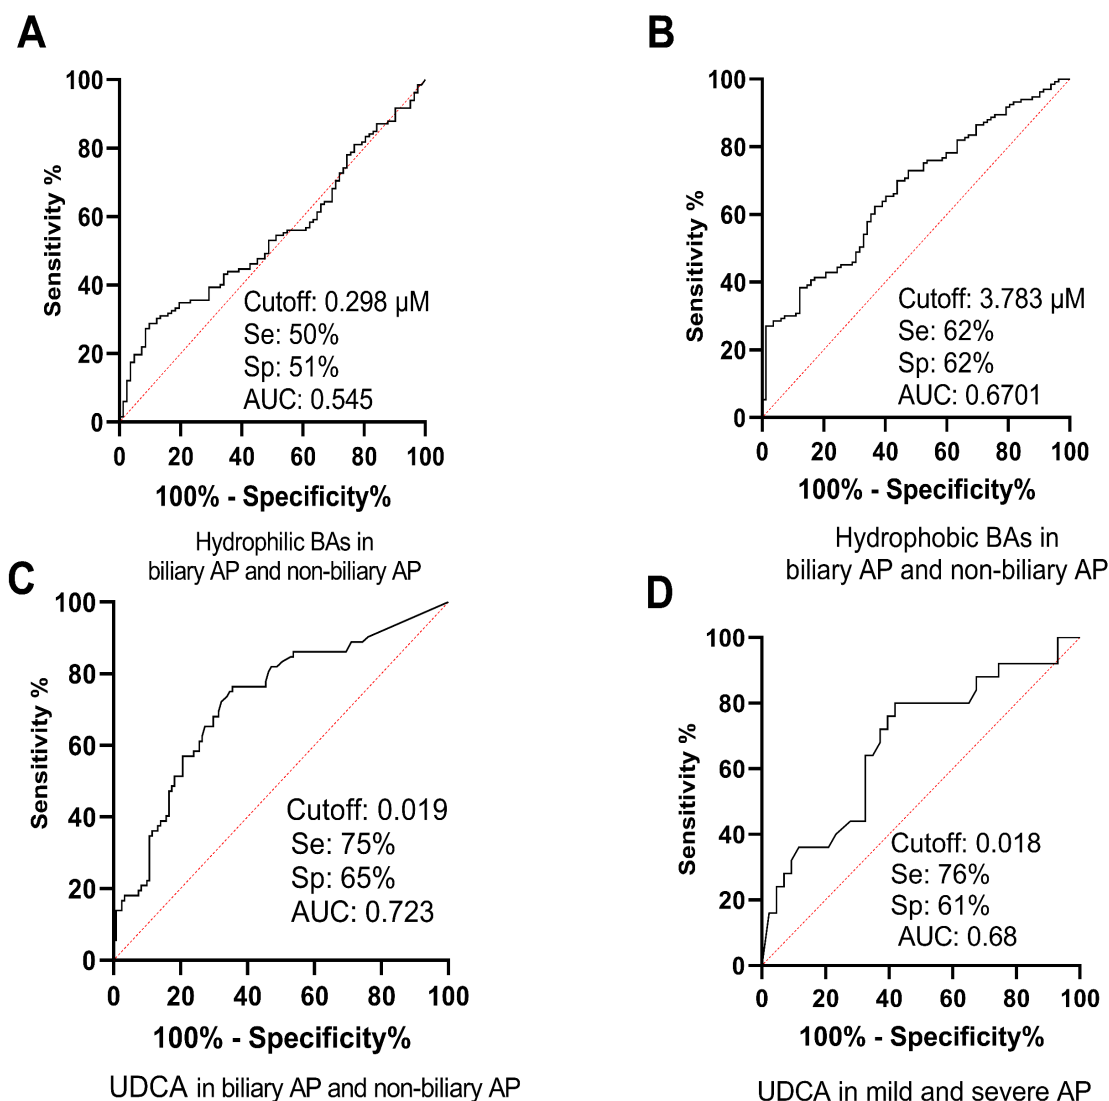 A
Sensitivity %
100
80
60
40
20
0
Cutoff: 0.298 µM
Se: 50%
Sp: 51%
AUC: 0.545
0 20 40 60 80 100
100% - Specificity%
Hydrophilic BAs in
biliary AP and non-biliary AP
B
Sensitivity %
100
80
60
40
20
0
Cutoff: 3.783 µM
Se: 62%
Sp: 62%
AUC: 0.6701
0 20 40 60 80 100
100% - Specificity%
Hydrophobic BAs in
biliary AP and non-biliary AP
C
Sensitivity %
100
80
60
40
20
0
Cutoff: 0.019
Se: 75%
Sp: 65%
AUC: 0.723
0 20 40 60 80 100
100% - Specificity%
UDCA in biliary AP and non-biliary AP
D
Sensitivity %
100
80
60
40
20
0
Cutoff: 0.018
Se: 76%
Sp: 61%
AUC: 0.68
0 20 40 60 80 100
100% - Specificity%
UDCA in mild and severe AP